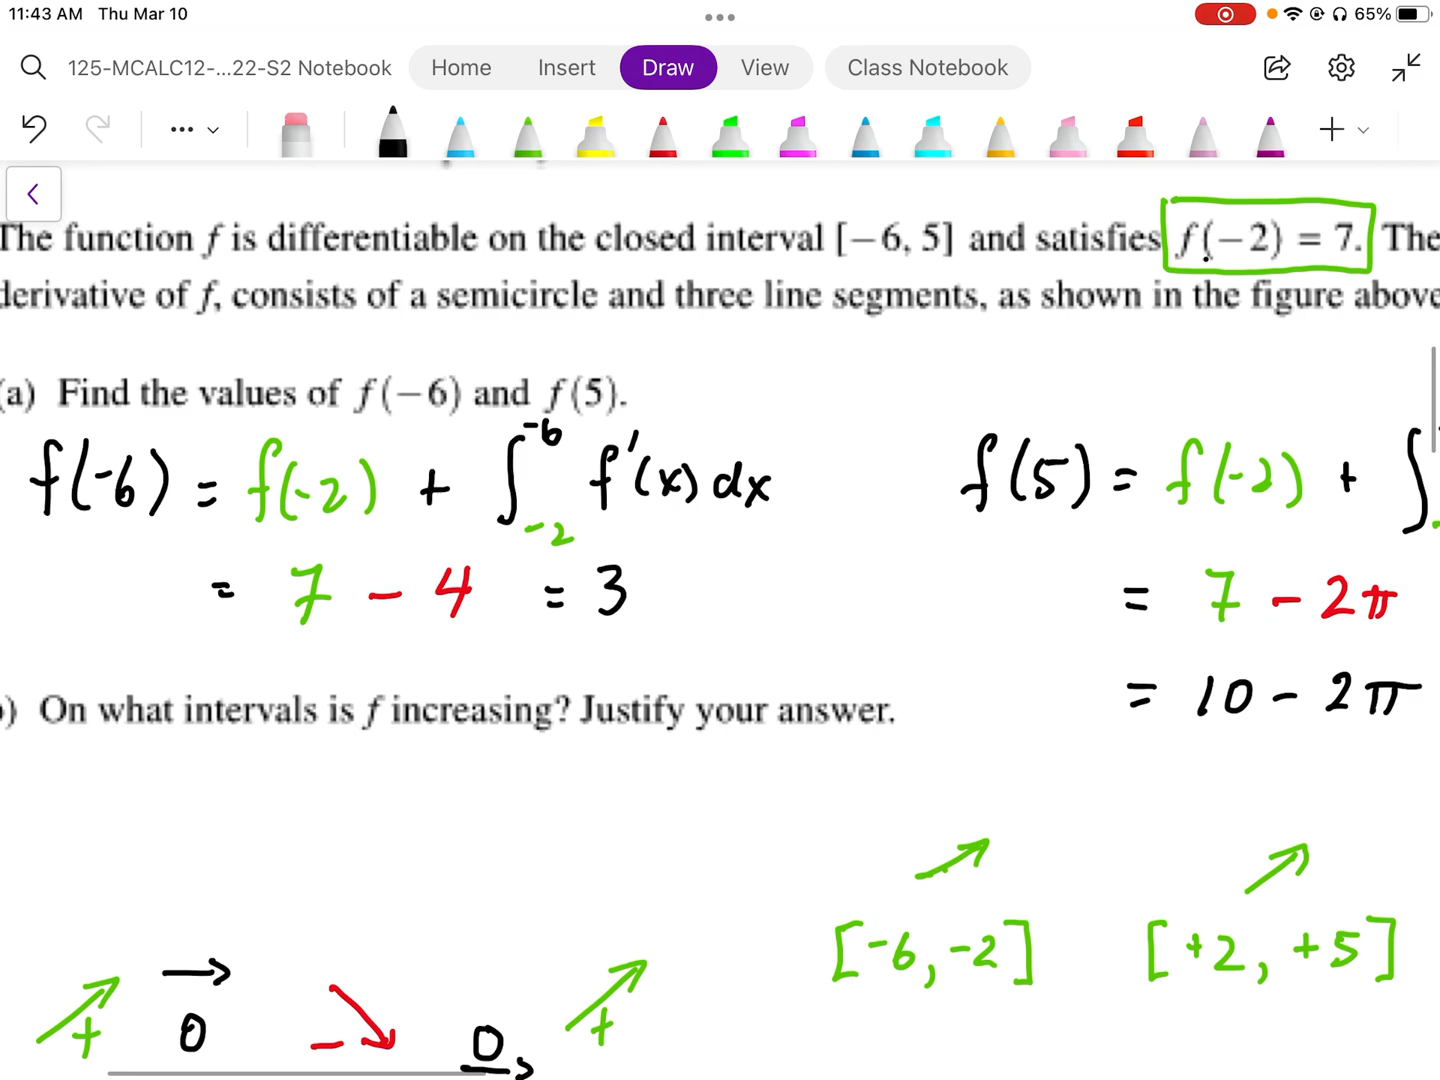 11:43 AM Thu Mar 10
65%
125-MCALC12-...22-S2 Notebook Home Insert Draw View Class Notebook
The function f is differentiable on the closed interval [−6, 5] and satisfies f(−2) = 7. The
derivative of f, consists of a semicircle and three line segments, as shown in the figure above
(a) Find the values of f(−6) and f(5).
f(-6) = f(-2) + ∫_{-2}^{-6} f'(x) dx
= 7 - 4 = 3
f(5) = f(-2) + ∫
= 7 - 2π
= 10 - 2π
) On what intervals is f increasing? Justify your answer.
[-6, -2] [+2, +5]
+ 0 - 0 +